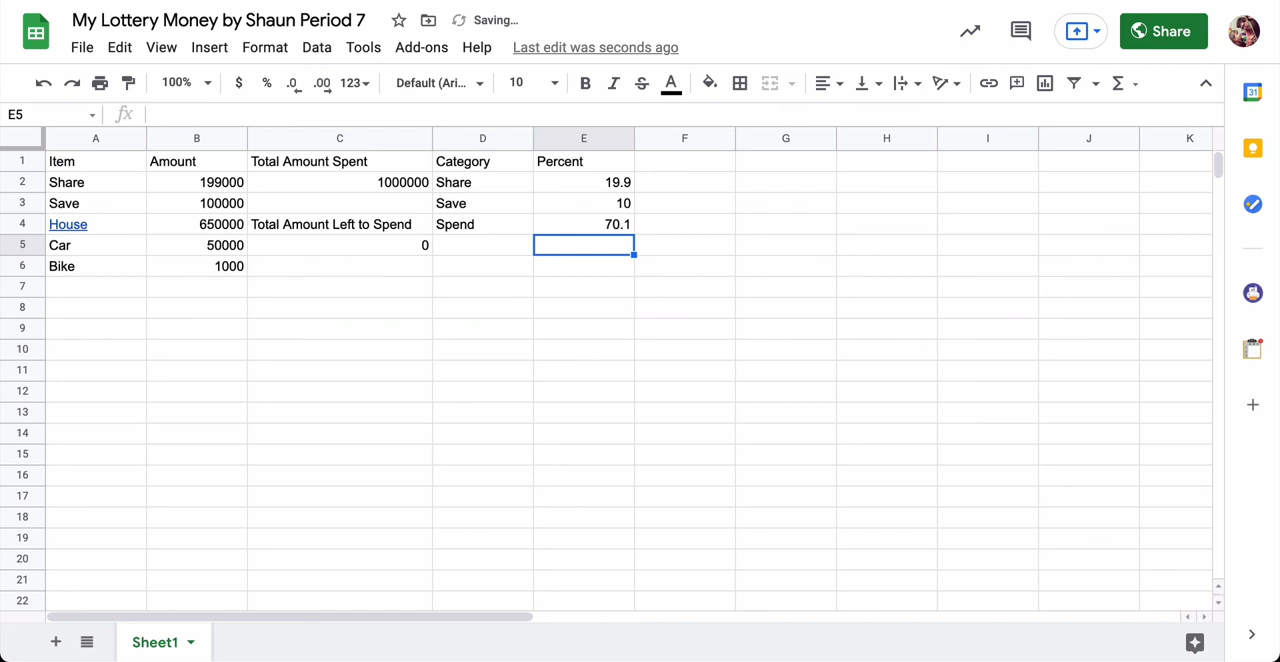 My Lottery Money by Shaun Period 7 Saving...
File Edit View Insert Format Data Tools Add-ons Help Last edit was seconds ago
Share
100% $ % .0 .00 123 Default (Ari... 10 B I S A Σ
E5 fx
A B C D E F G H I J K
1 Item Amount Total Amount Spent Category Percent
2 Share 199000 1000000 Share 19.9
3 Save 100000 Save 10
4 House 650000 Total Amount Left to Spend Spend 70.1
5 Car 50000 0
6 Bike 1000
7
8
9
10
11
12
13
14
15
16
17
18
19
20
21
22
Sheet1
31